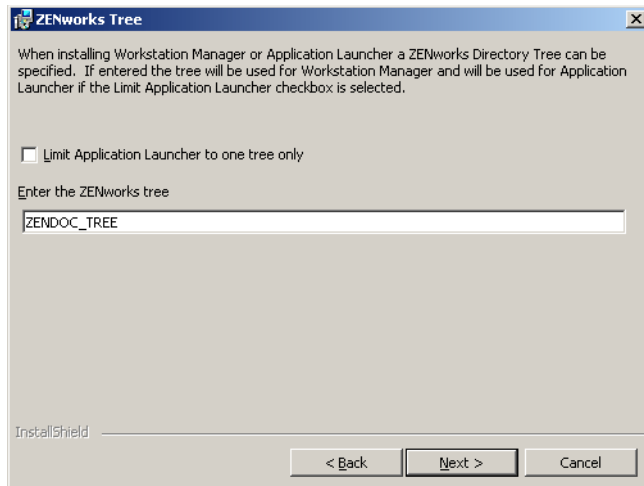 ZENworks Tree
When installing Workstation Manager or Application Launcher a ZENworks Directory Tree can be
specified.  If entered the tree will be used for Workstation Manager and will be used for Application
Launcher if the Limit Application Launcher checkbox is selected.
Limit Application Launcher to one tree only
Enter the ZENworks tree
ZENDOC_TREE
InstallShield
< Back   Next >   Cancel